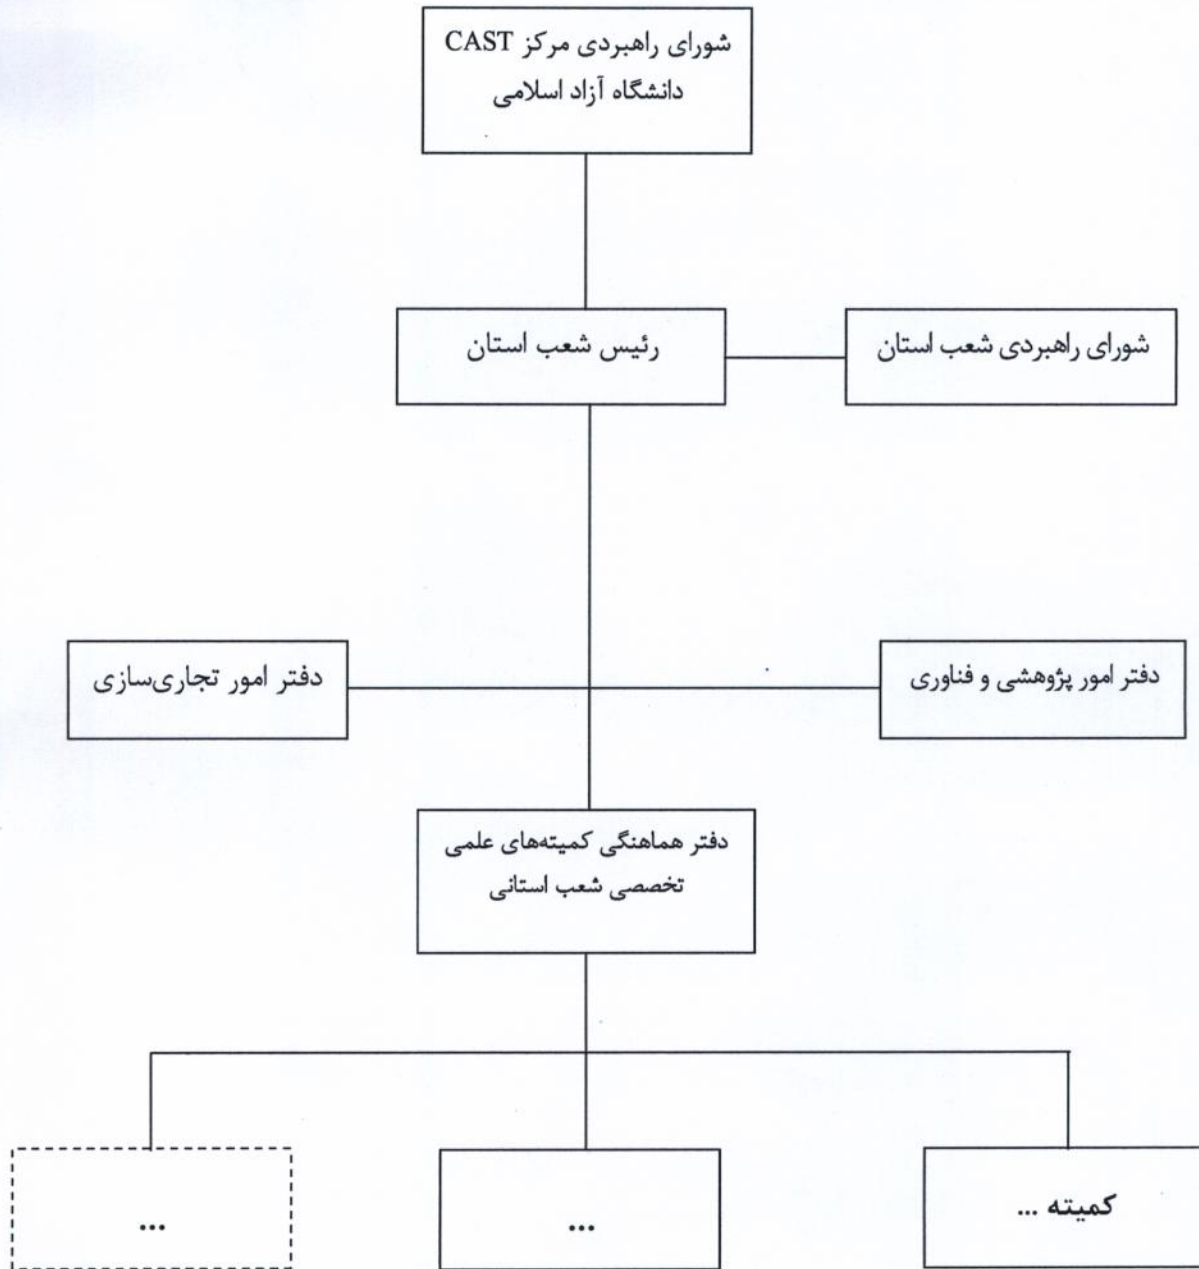 شورای راهبردی مرکز CAST
دانشگاه آزاد اسلامی
رئیس شعب استان
شورای راهبردی شعب استان
دفتر امور پژوهشی و فناوری
دفتر امور تجاری‌سازی
دفتر هماهنگی کمیته‌های علمی
تخصصی شعب استانی
کمیته ...
...
...